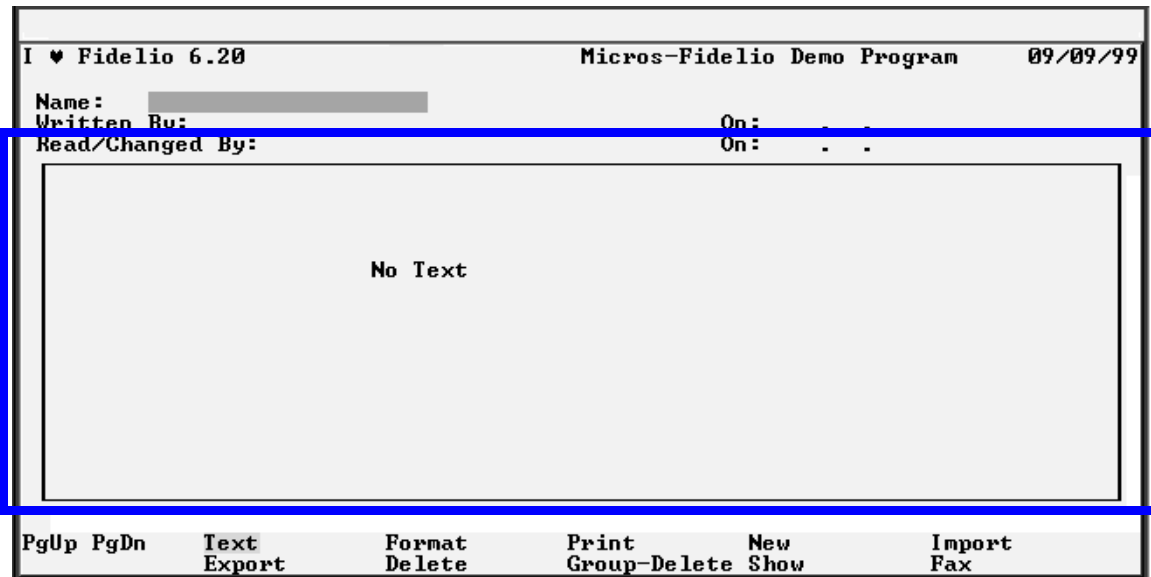 I ♥ Fidelio 6.20 Micros-Fidelio Demo Program 09/09/99
Name:
Written By: On: . .
Read/Changed By: On: . .
No Text
PgUp PgDn Text Format Print New Import
Export Delete Group-Delete Show Fax